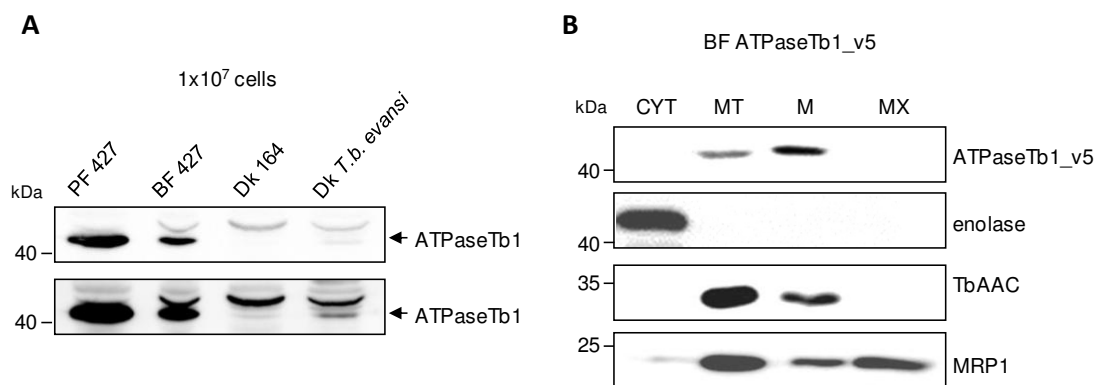 A
1x10⁷ cells
kDa
PF 427
BF 427
Dk 164
Dk T.b. evansi
40
ATPaseTb1
40
ATPaseTb1
B
BF ATPaseTb1_v5
kDa
CYT MT M MX
40
ATPaseTb1_v5
40
enolase
35
TbAAC
25
MRP1